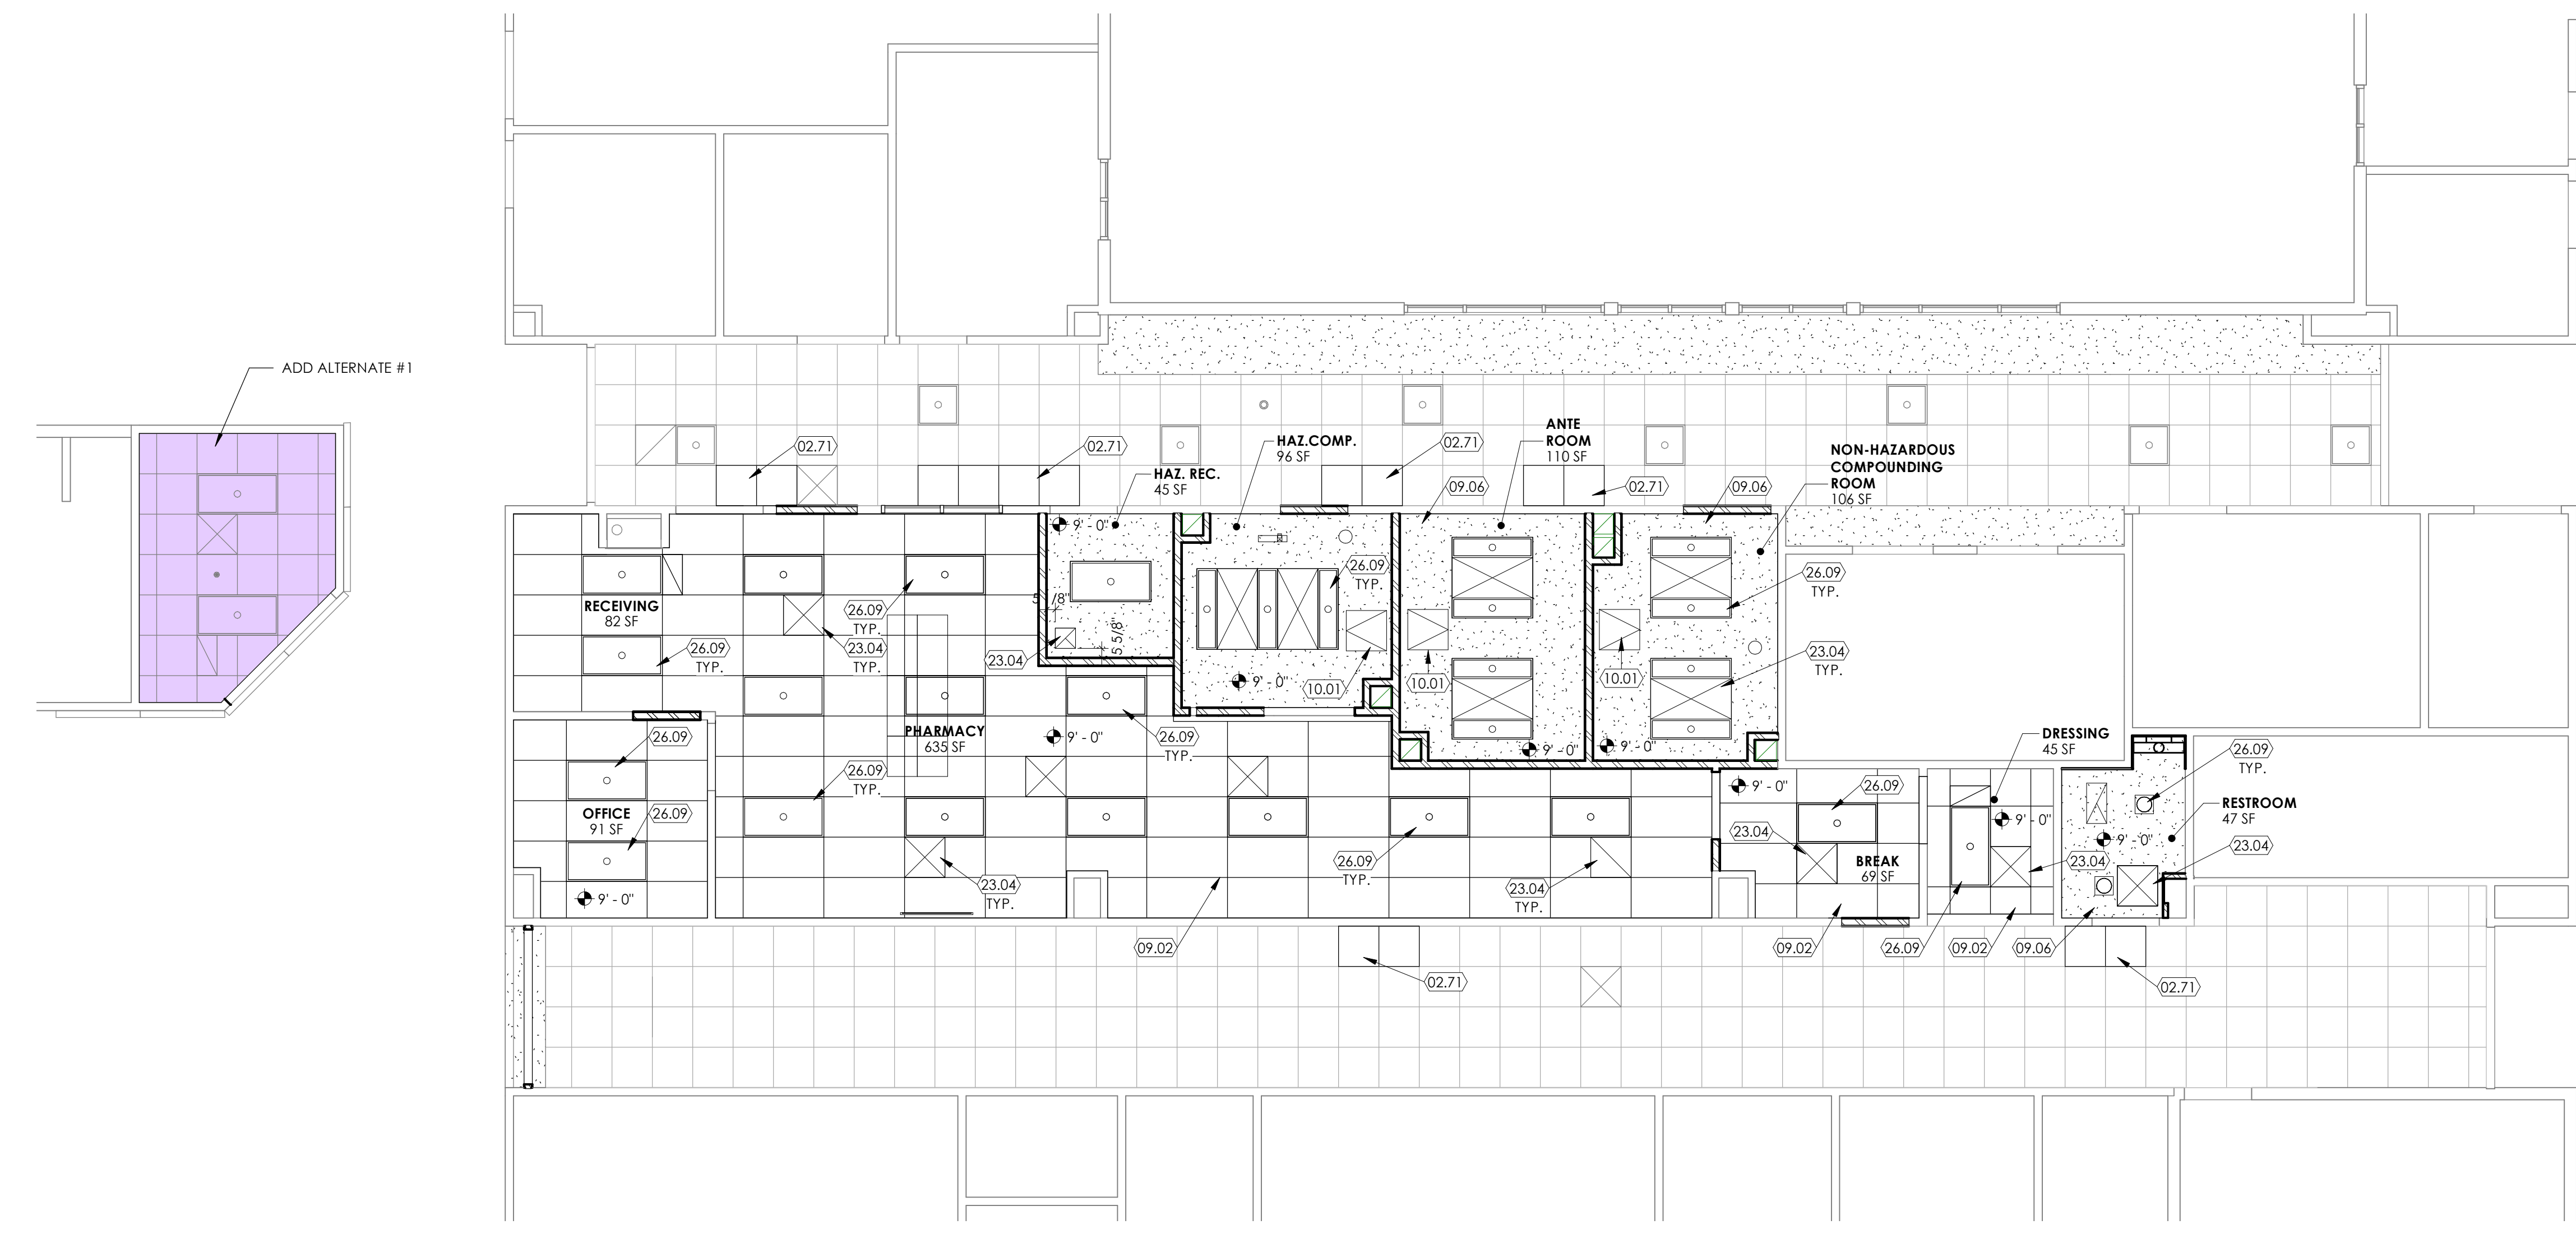 ADD ALTERNATE #1
02.71
02.71
HAZ. REC.
45 SF
HAZ.COMP.
96 SF
02.71
ANTE
ROOM
110 SF
09.06
02.71
09.06
NON-HAZARDOUS
COMPOUNDING
ROOM
106 SF
9' - 0"
RECEIVING
82 SF
26.09
TYP.
26.09
TYP.
23.04
TYP.
5 5/8"
23.04
26.09
TYP.
9' - 0"
10.01
10.01
10.01
26.09
TYP.
23.04
TYP.
26.09
OFFICE
91 SF
26.09
9' - 0"
PHARMACY
635 SF
9' - 0"
26.09
TYP.
26.09
TYP.
23.04
TYP.
26.09
TYP.
23.04
TYP.
9' - 0"
9' - 0"
9' - 0"
26.09
23.04
BREAK
69 SF
DRESSING
45 SF
9' - 0"
23.04
26.09
TYP.
RESTROOM
47 SF
9' - 0"
23.04
09.02
02.71
09.02
26.09
09.02
09.06
02.71